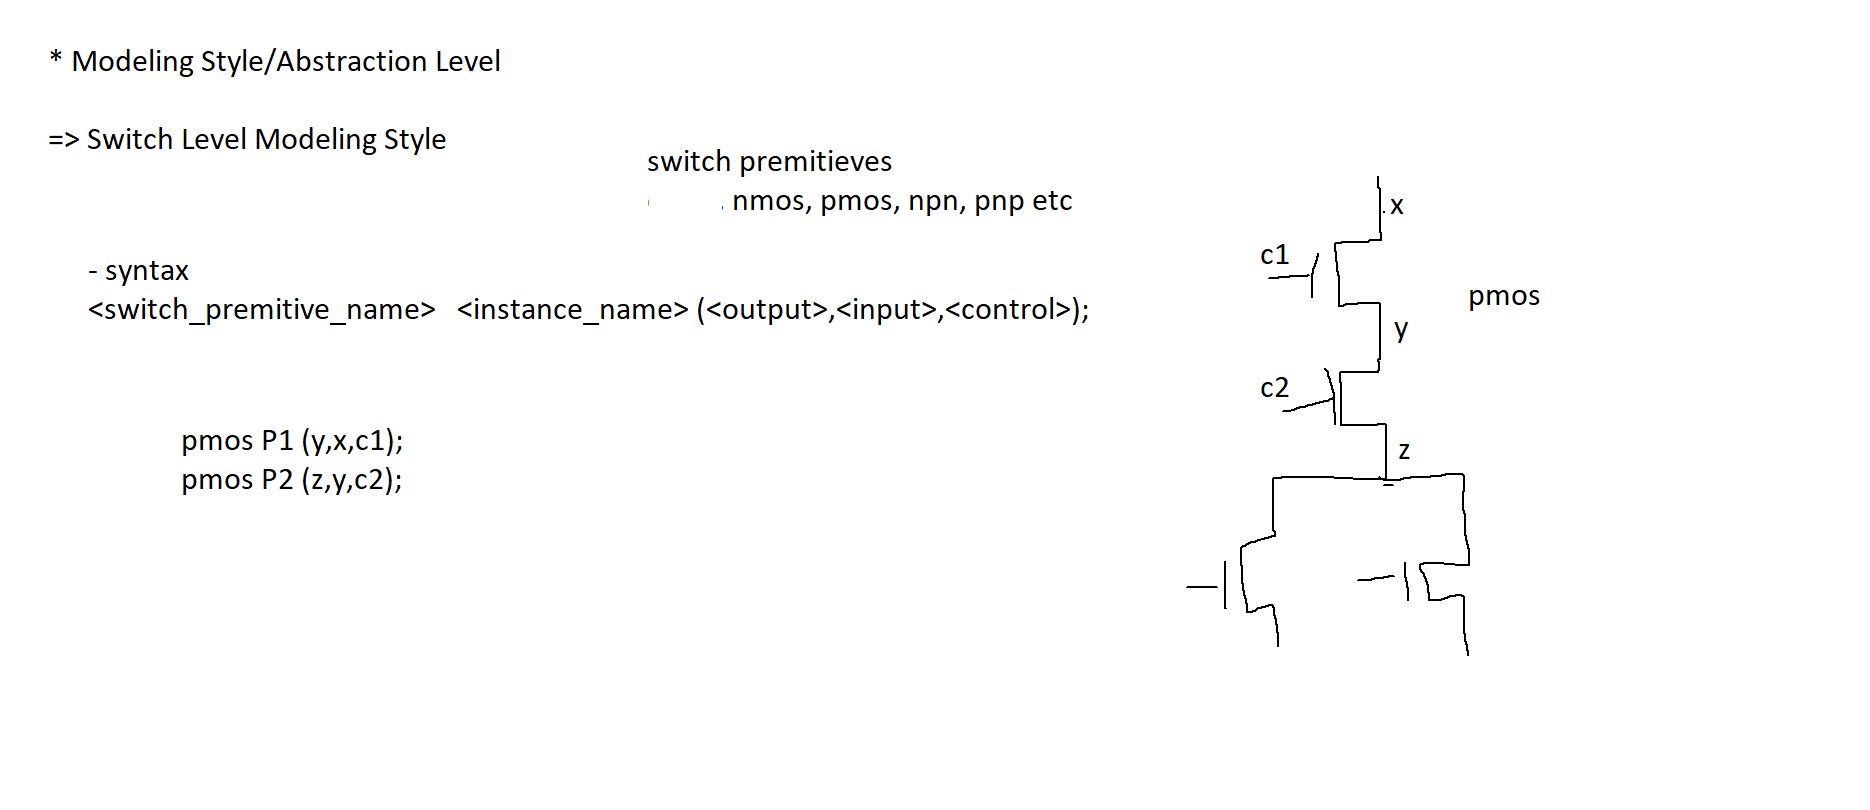 * Modeling Style/Abstraction Level
=> Switch Level Modeling Style
switch premitieves
, nmos, pmos, npn, pnp etc
- syntax
<switch_premitive_name> <instance_name> (<output>,<input>,<control>);
pmos P1 (y,x,c1);
pmos P2 (z,y,c2);
x
c1
pmos
y
c2
z